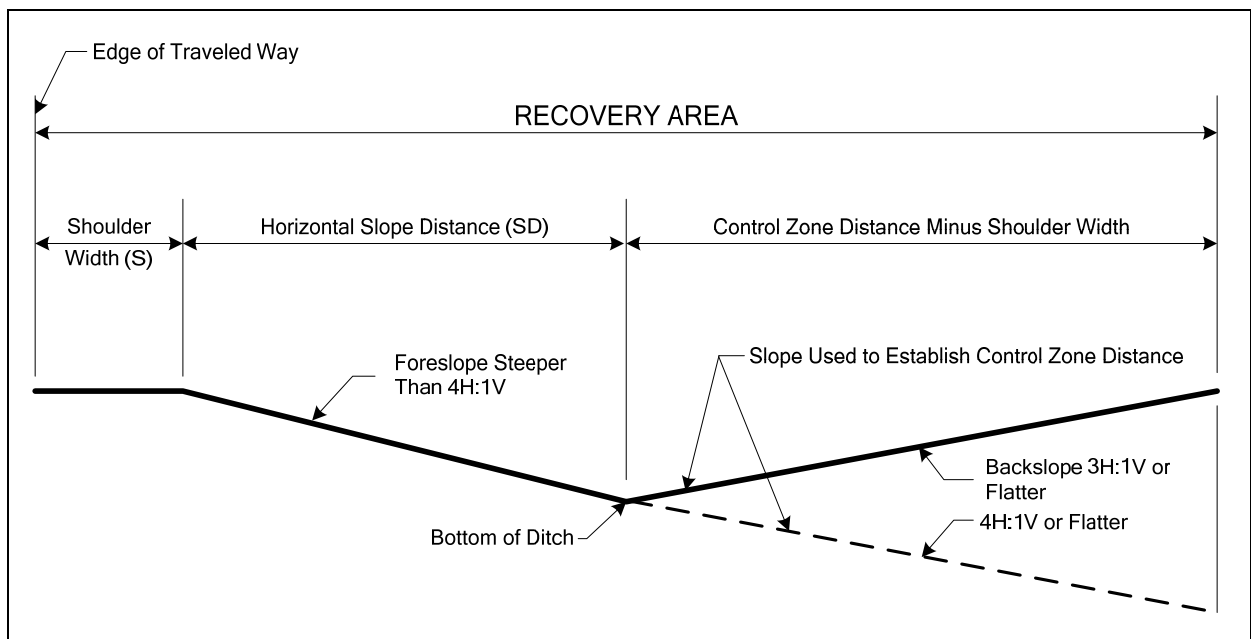 Edge of Traveled Way
RECOVERY AREA
Shoulder
Width (S)
Horizontal Slope Distance (SD)
Control Zone Distance Minus Shoulder Width
Foreslope Steeper
Than 4H:1V
Slope Used to Establish Control Zone Distance
Backslope 3H:1V or
Flatter
4H:1V or Flatter
Bottom of Ditch